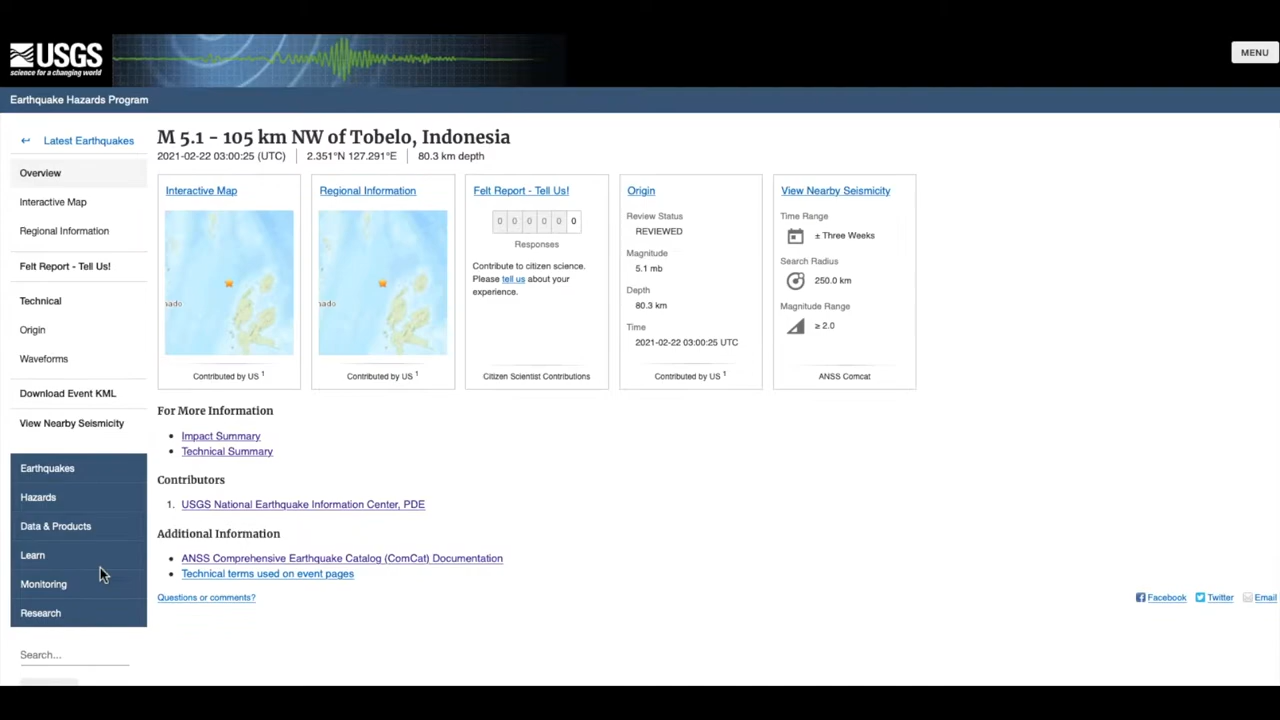 USGS
science for a changing world
MENU
Earthquake Hazards Program
↩ Latest Earthquakes
Overview
Interactive Map
Regional Information
Felt Report - Tell Us!
Technical
Origin
Waveforms
Download Event KML
View Nearby Seismicity
Earthquakes
Hazards
Data & Products
Learn
Monitoring
Research
Search...
M 5.1 - 105 km NW of Tobelo, Indonesia
2021-02-22 03:00:25 (UTC) | 2.351°N 127.291°E | 80.3 km depth
Interactive Map
nado
Contributed by US 1
Regional Information
nado
Contributed by US 1
Felt Report - Tell Us!
0 0 0 0 0 0
Responses
Contribute to citizen science.
Please tell us about your
experience.
Citizen Scientist Contributions
Origin
Review Status
REVIEWED
Magnitude
5.1 mb
Depth
80.3 km
Time
2021-02-22 03:00:25 UTC
Contributed by US 1
View Nearby Seismicity
Time Range
± Three Weeks
Search Radius
250.0 km
Magnitude Range
≥ 2.0
ANSS Comcat
For More Information
• Impact Summary
• Technical Summary
Contributors
1. USGS National Earthquake Information Center, PDE
Additional Information
• ANSS Comprehensive Earthquake Catalog (ComCat) Documentation
• Technical terms used on event pages
Questions or comments?
Facebook Twitter Email